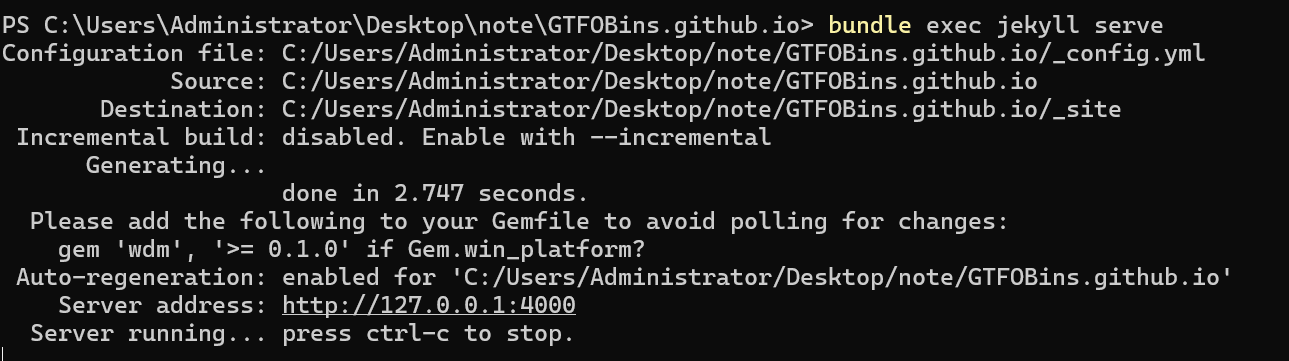 PS C:\Users\Administrator\Desktop\note\GTFOBins.github.io> bundle exec jekyll serve
Configuration file: C:/Users/Administrator/Desktop/note/GTFOBins.github.io/_config.yml
Source: C:/Users/Administrator/Desktop/note/GTFOBins.github.io
Destination: C:/Users/Administrator/Desktop/note/GTFOBins.github.io/_site
Incremental build: disabled. Enable with --incremental
Generating...
done in 2.747 seconds.
Please add the following to your Gemfile to avoid polling for changes:
gem 'wdm', '>= 0.1.0' if Gem.win_platform?
Auto-regeneration: enabled for 'C:/Users/Administrator/Desktop/note/GTFOBins.github.io'
Server address: http://127.0.0.1:4000
Server running... press ctrl-c to stop.